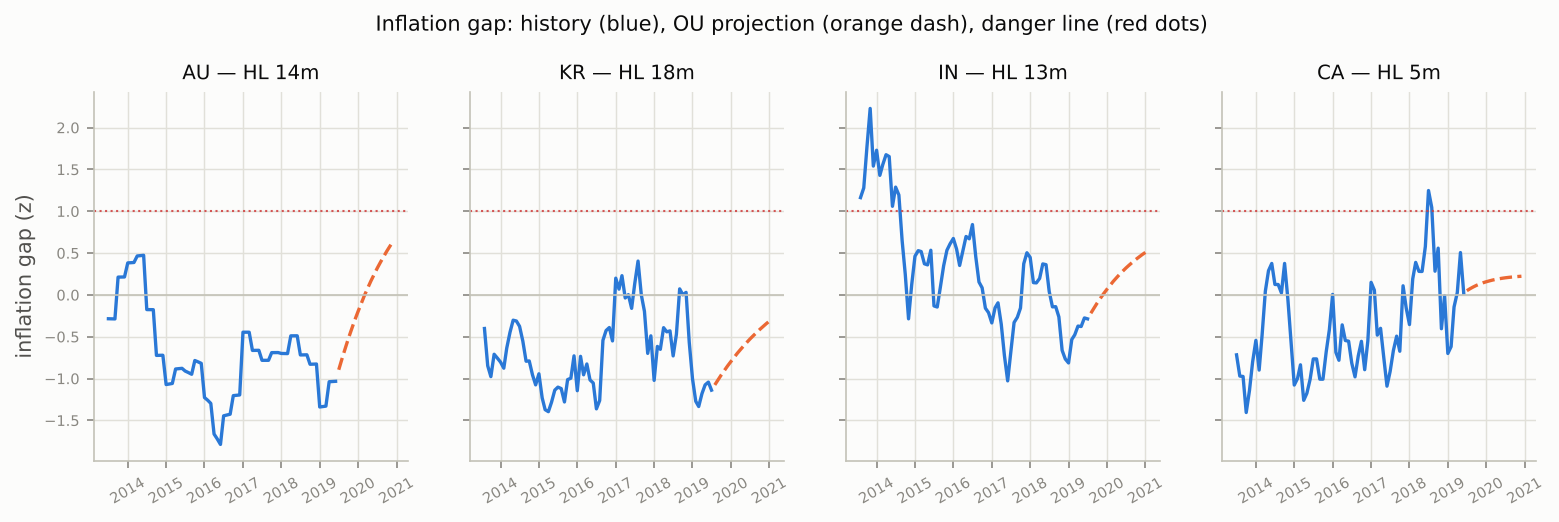 Inflation gap: history (blue), OU projection (orange dash), danger line (red dots)
AU — HL 14m
KR — HL 18m
IN — HL 13m
CA — HL 5m
inflation gap (z)
2.0
1.5
1.0
0.5
0.0
−0.5
−1.0
−1.5
2014 2015 2016 2017 2018 2019 2020 2021
2014 2015 2016 2017 2018 2019 2020 2021
2014 2015 2016 2017 2018 2019 2020 2021
2014 2015 2016 2017 2018 2019 2020 2021